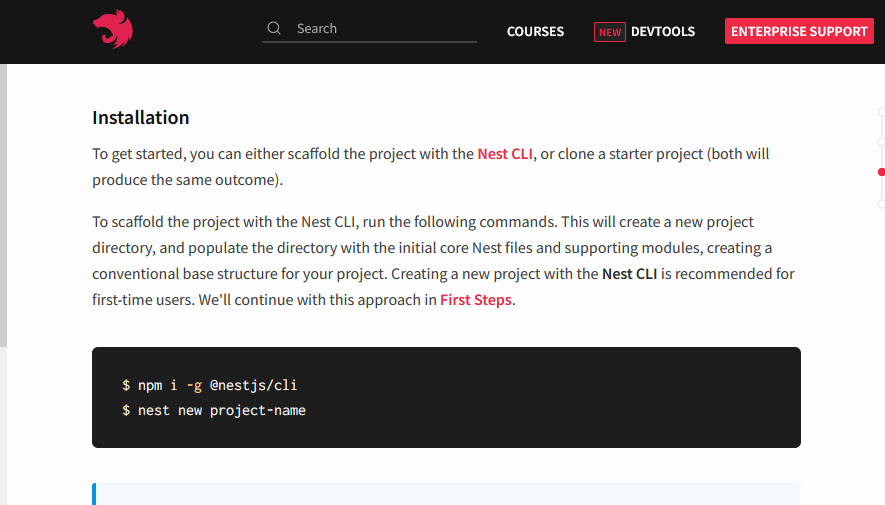 Search
COURSES
NEW DEVTOOLS
ENTERPRISE SUPPORT
Installation
To get started, you can either scaffold the project with the Nest CLI, or clone a starter project (both will
produce the same outcome).
To scaffold the project with the Nest CLI, run the following commands. This will create a new project
directory, and populate the directory with the initial core Nest files and supporting modules, creating a
conventional base structure for your project. Creating a new project with the Nest CLI is recommended for
first-time users. We'll continue with this approach in First Steps.
$ npm i -g @nestjs/cli
$ nest new project-name